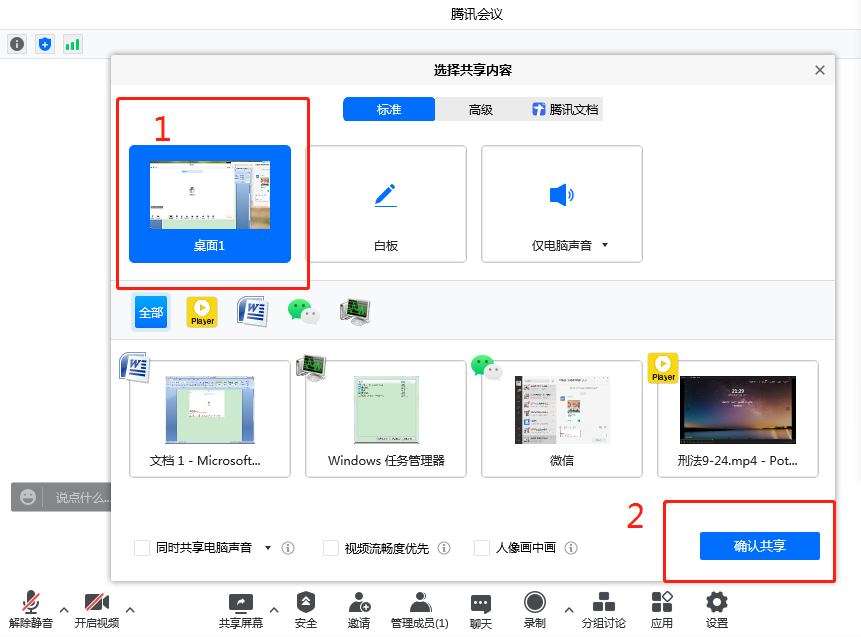 腾讯会议
选择共享内容
标准
高级
腾讯文档
1
桌面1
白板
仅电脑声音
全部
Player
Player
21:29
文档 1 - Microsoft...
Windows 任务管理器
微信
刑法9-24.mp4 - Pot...
说点什么...
2
同时共享电脑声音
视频流畅度优先
人像画中画
确认共享
解除静音
开启视频
共享屏幕
安全
邀请
管理成员(1)
聊天
录制
分组讨论
应用
设置